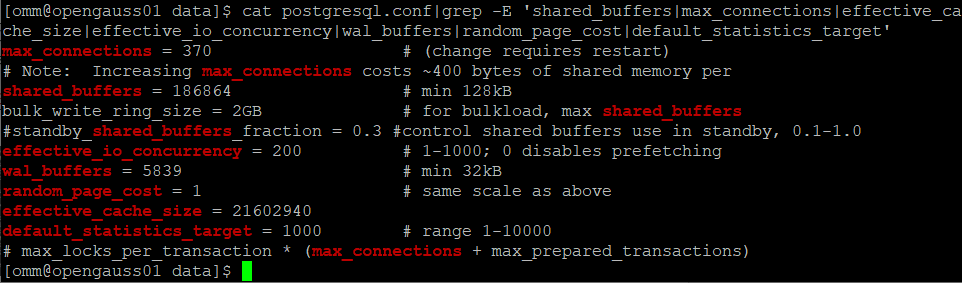 [omm@opengauss01 data]$ cat postgresql.conf|grep -E 'shared_buffers|max_connections|effective_ca
che_size|effective_io_concurrency|wal_buffers|random_page_cost|default_statistics_target'
max_connections = 370                   # (change requires restart)
# Note:  Increasing max_connections costs ~400 bytes of shared memory per
shared_buffers = 186864                 # min 128kB
bulk_write_ring_size = 2GB              # for bulkload, max shared_buffers
#standby_shared_buffers_fraction = 0.3 #control shared buffers use in standby, 0.1-1.0
effective_io_concurrency = 200          # 1-1000; 0 disables prefetching
wal_buffers = 5839                      # min 32kB
random_page_cost = 1                    # same scale as above
effective_cache_size = 21602940
default_statistics_target = 1000        # range 1-10000
# max_locks_per_transaction * (max_connections + max_prepared_transactions)
[omm@opengauss01 data]$